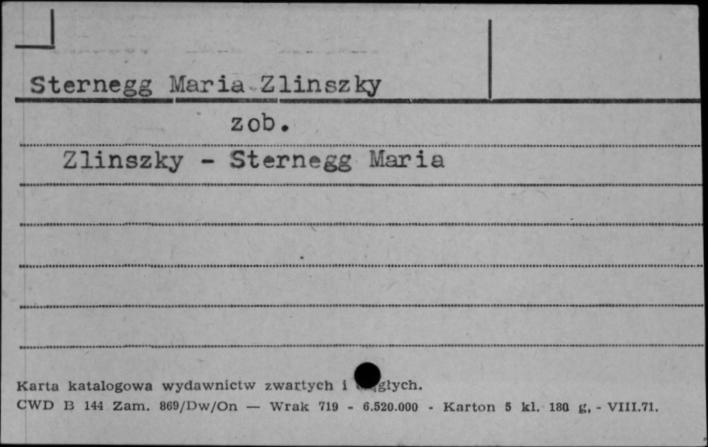 Sternegg Maria Zlinszky
zob.
Zlinszky - Sternegg Maria
Karta katalogowa wydawnictw zwartych i
CWD B 144 Zam. 869/Dw/On — Wrak 719 - 6.520.000 - Karton 5 kl. 180 g. - VIII.71.